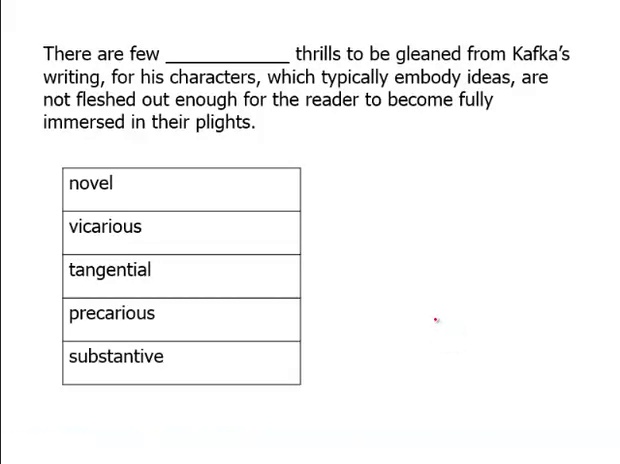 There are few _____________ thrills to be gleaned from Kafka’s
writing, for his characters, which typically embody ideas, are
not fleshed out enough for the reader to become fully
immersed in their plights.
novel
vicarious
tangential
precarious
substantive